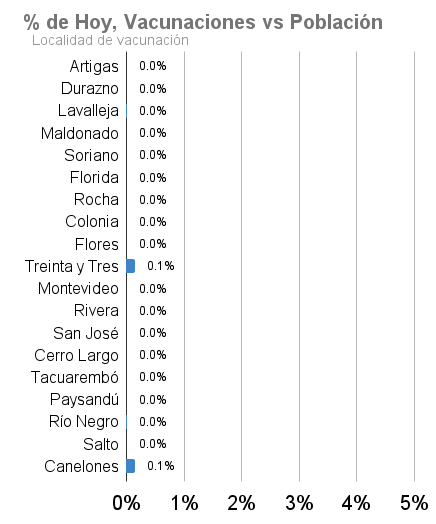 % de Hoy, Vacunaciones vs Población
Localidad de vacunación
Artigas 0.0%
Durazno 0.0%
Lavalleja 0.0%
Maldonado 0.0%
Soriano 0.0%
Florida 0.0%
Rocha 0.0%
Colonia 0.0%
Flores 0.0%
Treinta y Tres 0.1%
Montevideo 0.0%
Rivera 0.0%
San José 0.0%
Cerro Largo 0.0%
Tacuarembó 0.0%
Paysandú 0.0%
Río Negro 0.0%
Salto 0.0%
Canelones 0.1%
0% 1% 2% 3% 4% 5%